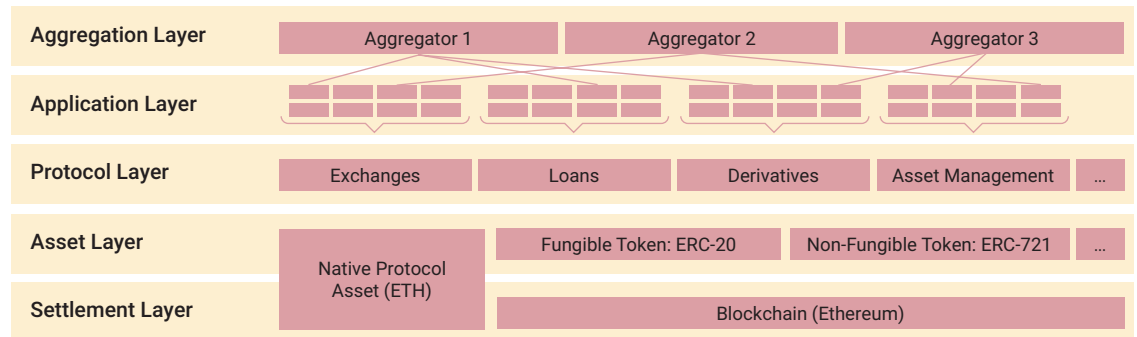 Aggregation Layer
Aggregator 1
Aggregator 2
Aggregator 3
Application Layer
Protocol Layer
Exchanges
Loans
Derivatives
Asset Management
...
Asset Layer
Native Protocol
Asset (ETH)
Fungible Token: ERC-20
Non-Fungible Token: ERC-721
...
Settlement Layer
Blockchain (Ethereum)